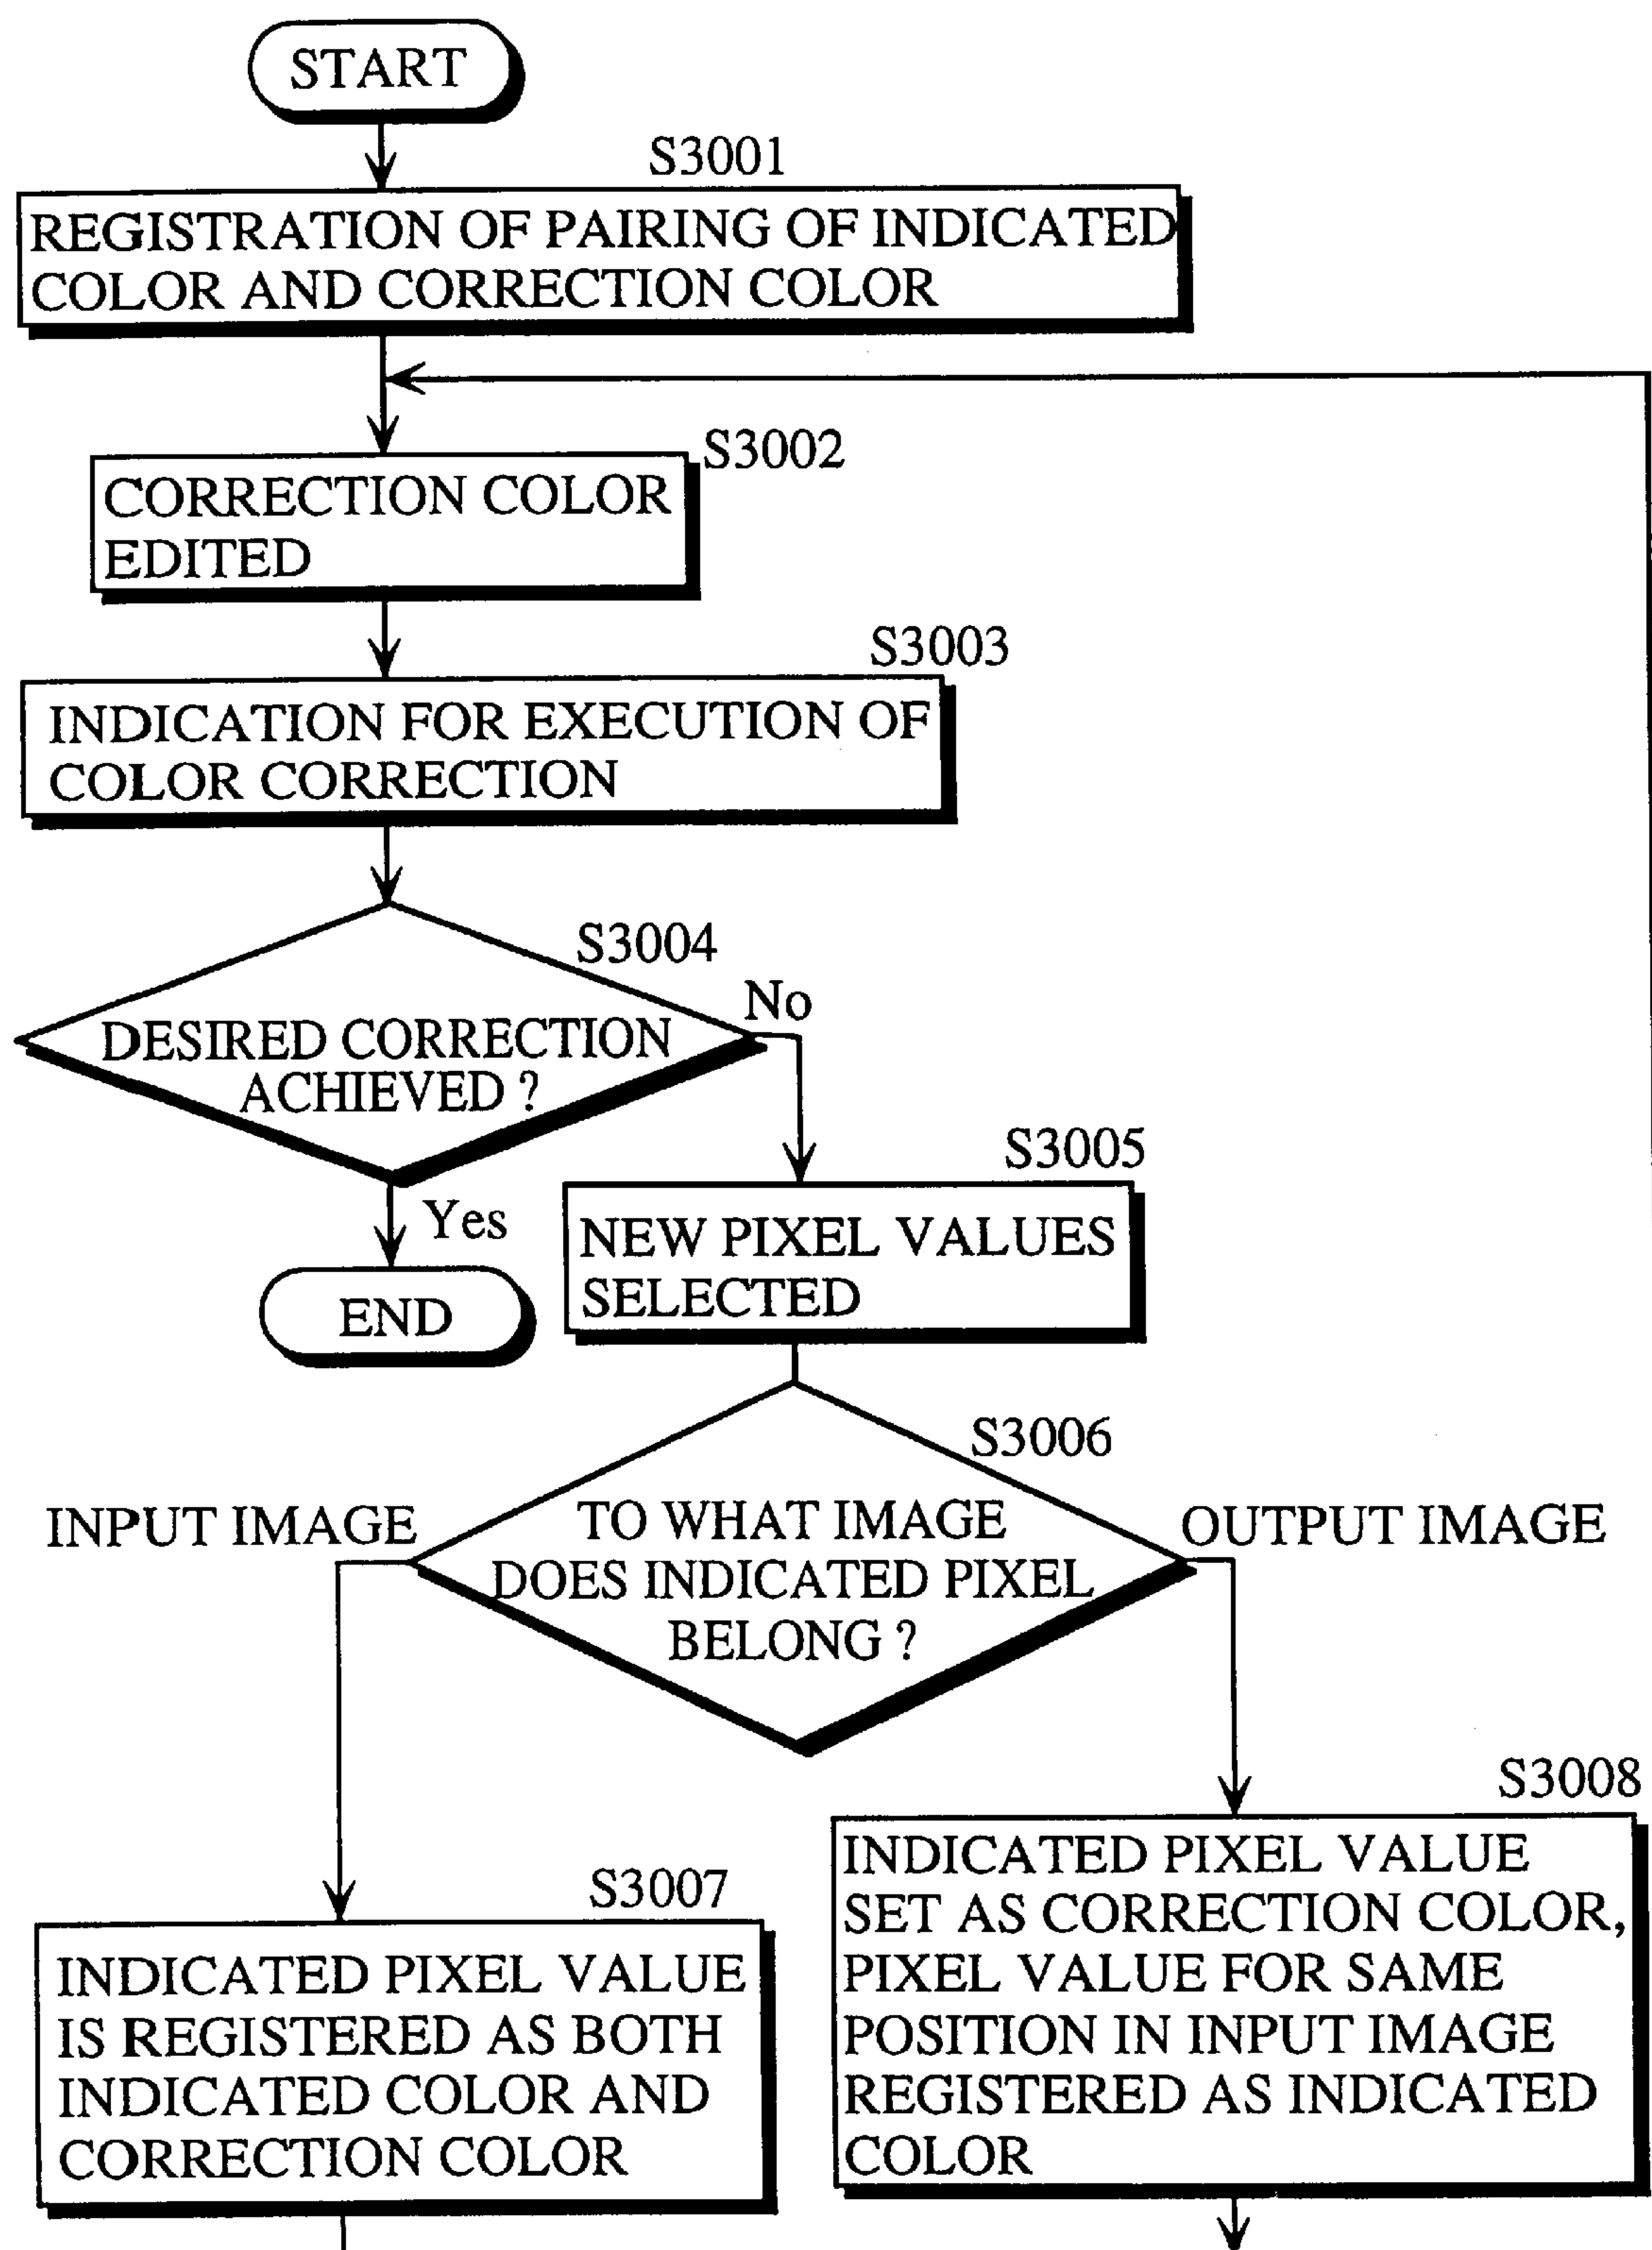 START
S3001
REGISTRATION OF PAIRING OF INDICATED
COLOR AND CORRECTION COLOR
S3002
CORRECTION COLOR
EDITED
S3003
INDICATION FOR EXECUTION OF
COLOR CORRECTION
S3004
DESIRED CORRECTION
ACHIEVED ?
No
Yes
END
S3005
NEW PIXEL VALUES
SELECTED
S3006
TO WHAT IMAGE
DOES INDICATED PIXEL
BELONG ?
INPUT IMAGE
OUTPUT IMAGE
S3007
INDICATED PIXEL VALUE
IS REGISTERED AS BOTH
INDICATED COLOR AND
CORRECTION COLOR
S3008
INDICATED PIXEL VALUE
SET AS CORRECTION COLOR,
PIXEL VALUE FOR SAME
POSITION IN INPUT IMAGE
REGISTERED AS INDICATED
COLOR